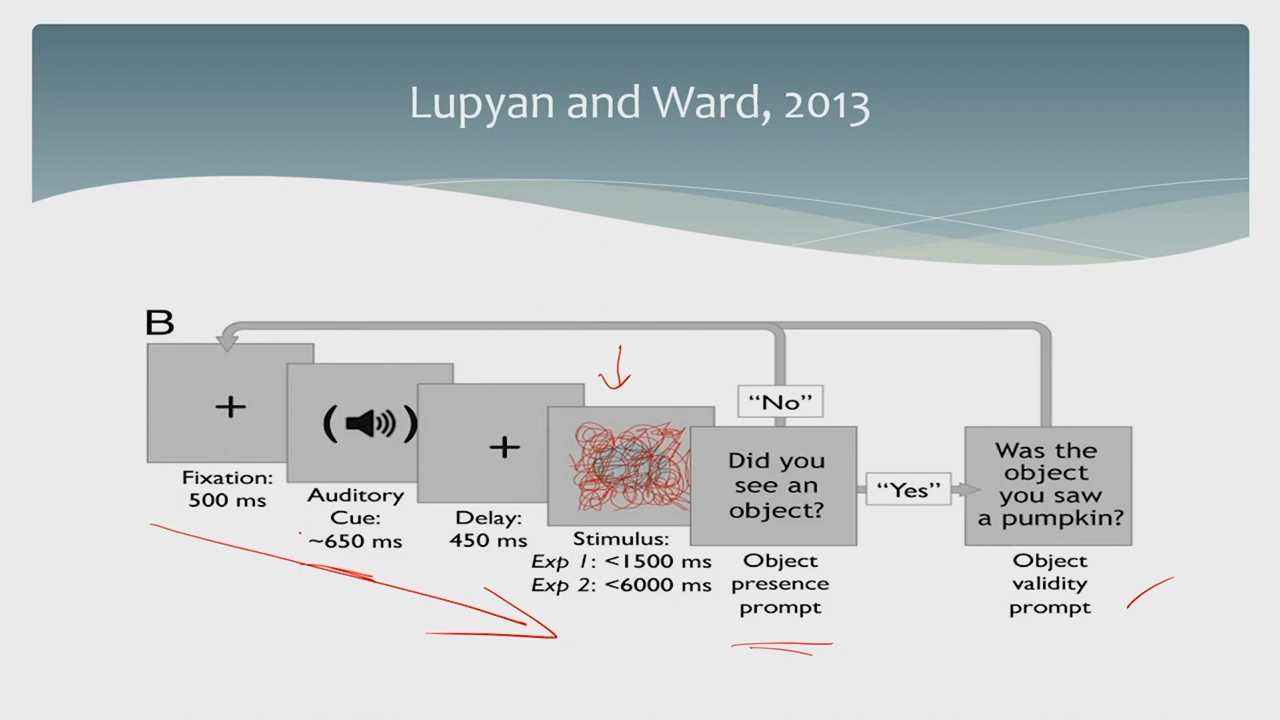 Lupyan and Ward, 2013
B
Fixation:
500 ms
Auditory
Cue:
~650 ms
Delay:
450 ms
Stimulus:
Exp 1: <1500 ms
Exp 2: <6000 ms
Did you
see an
object?
Object
presence
prompt
"No"
"Yes"
Was the
object
you saw
a pumpkin?
Object
validity
prompt